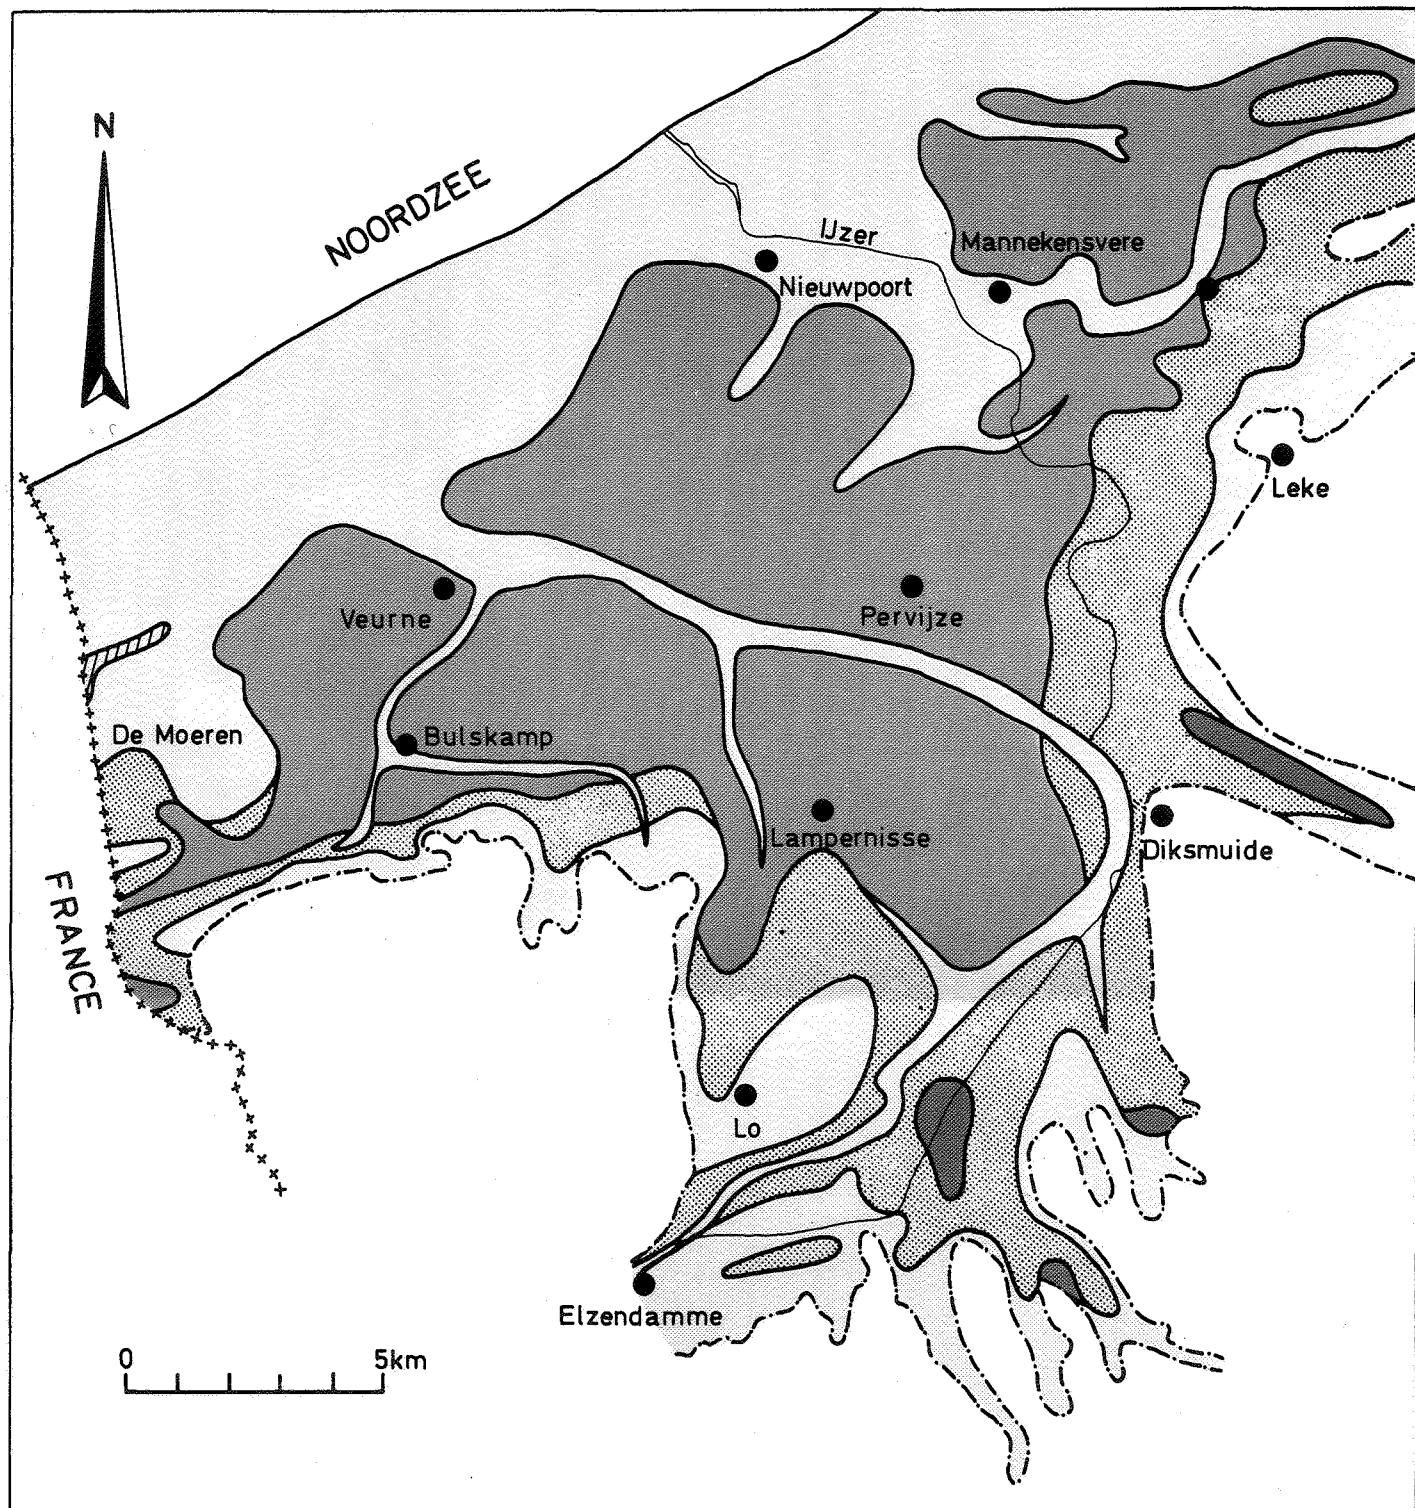 N
NOORDZEE
IJzer
Mannekensvere
Nieuwpoort
Leke
Veurne
Pervijze
De Moeren
Bulskamp
Lampernisse
Diksmuide
FRANCE
Lo
Elzendamme
0 5km